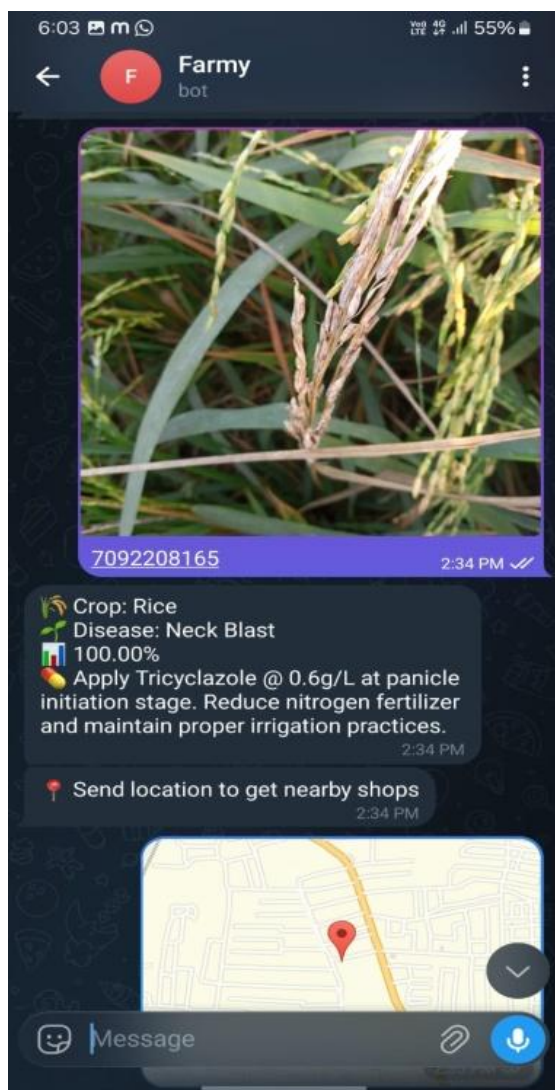 6:03 55%
Farmy
F
bot
7092208165
2:34 PM
Crop: Rice
Disease: Neck Blast
100.00%
Apply Tricyclazole @ 0.6g/L at panicle
initiation stage. Reduce nitrogen fertilizer
and maintain proper irrigation practices.
2:34 PM
Send location to get nearby shops
2:34 PM
Message